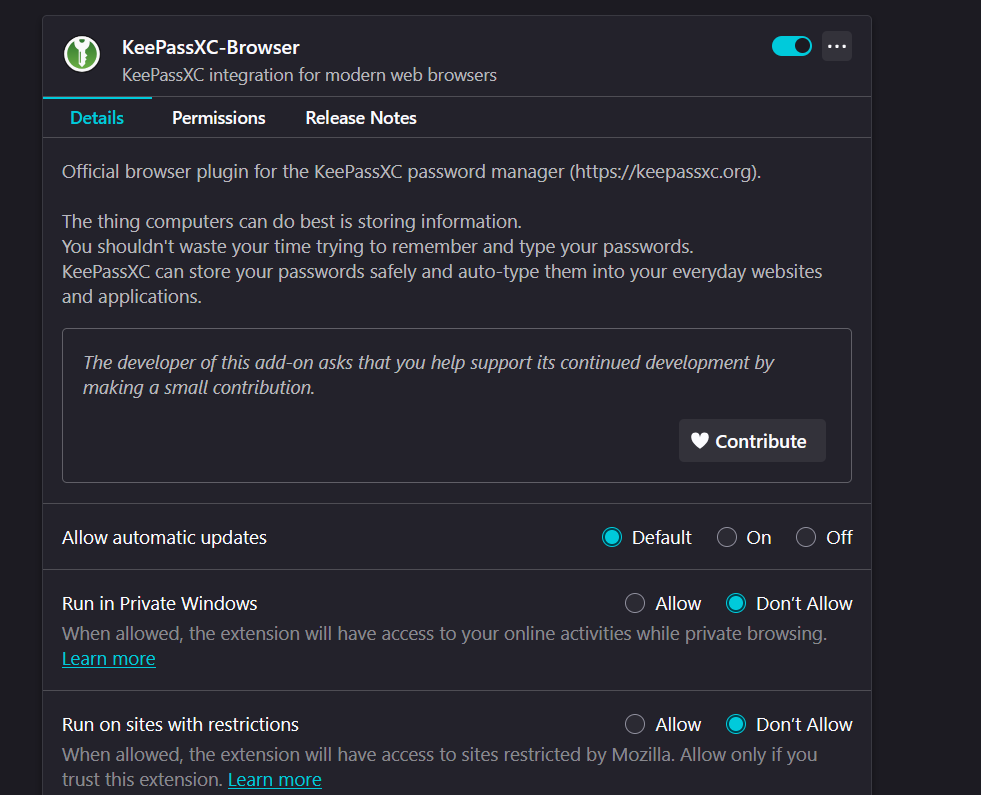 KeePassXC-Browser
KeePassXC integration for modern web browsers
Details Permissions Release Notes
Official browser plugin for the KeePassXC password manager (https://keepassxc.org).
The thing computers can do best is storing information.
You shouldn't waste your time trying to remember and type your passwords.
KeePassXC can store your passwords safely and auto-type them into your everyday websites
and applications.
The developer of this add-on asks that you help support its continued development by
making a small contribution.
Contribute
Allow automatic updates Default On Off
Run in Private Windows Allow Don’t Allow
When allowed, the extension will have access to your online activities while private browsing.
Learn more
Run on sites with restrictions Allow Don’t Allow
When allowed, the extension will have access to sites restricted by Mozilla. Allow only if you
trust this extension. Learn more